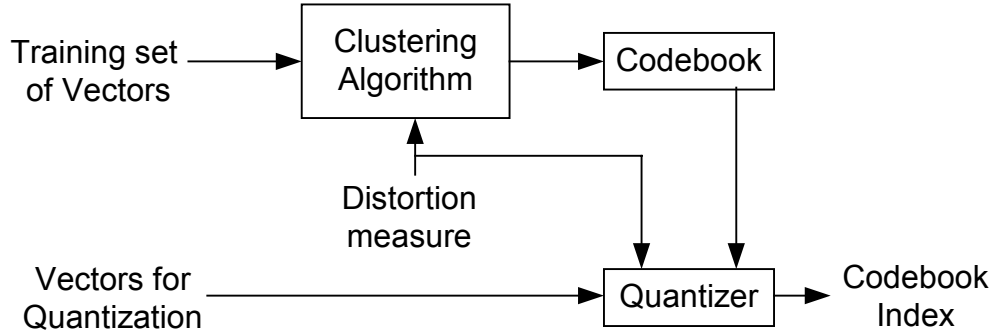 Training set
of Vectors
Clustering
Algorithm
Codebook
Distortion
measure
Vectors for
Quantization
Quantizer
Codebook
Index